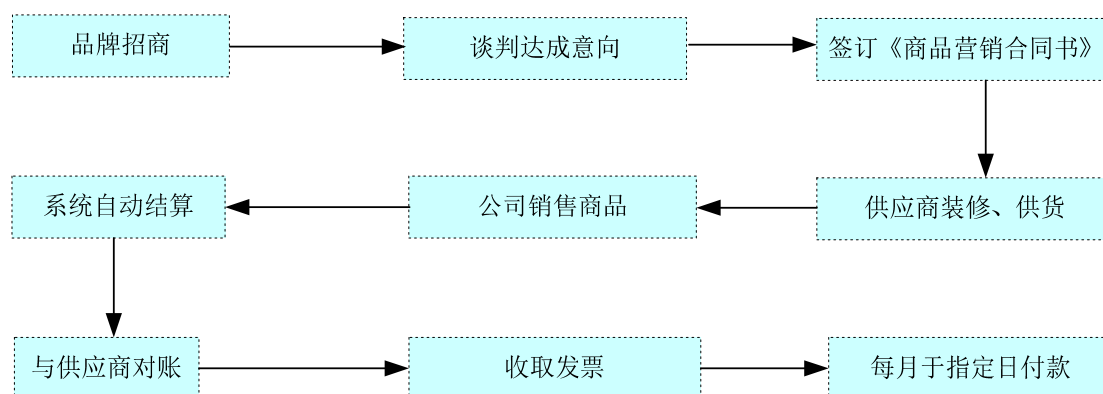 品牌招商
谈判达成意向
签订《商品营销合同书》
供应商装修、供货
公司销售商品
系统自动结算
与供应商对账
收取发票
每月于指定日付款